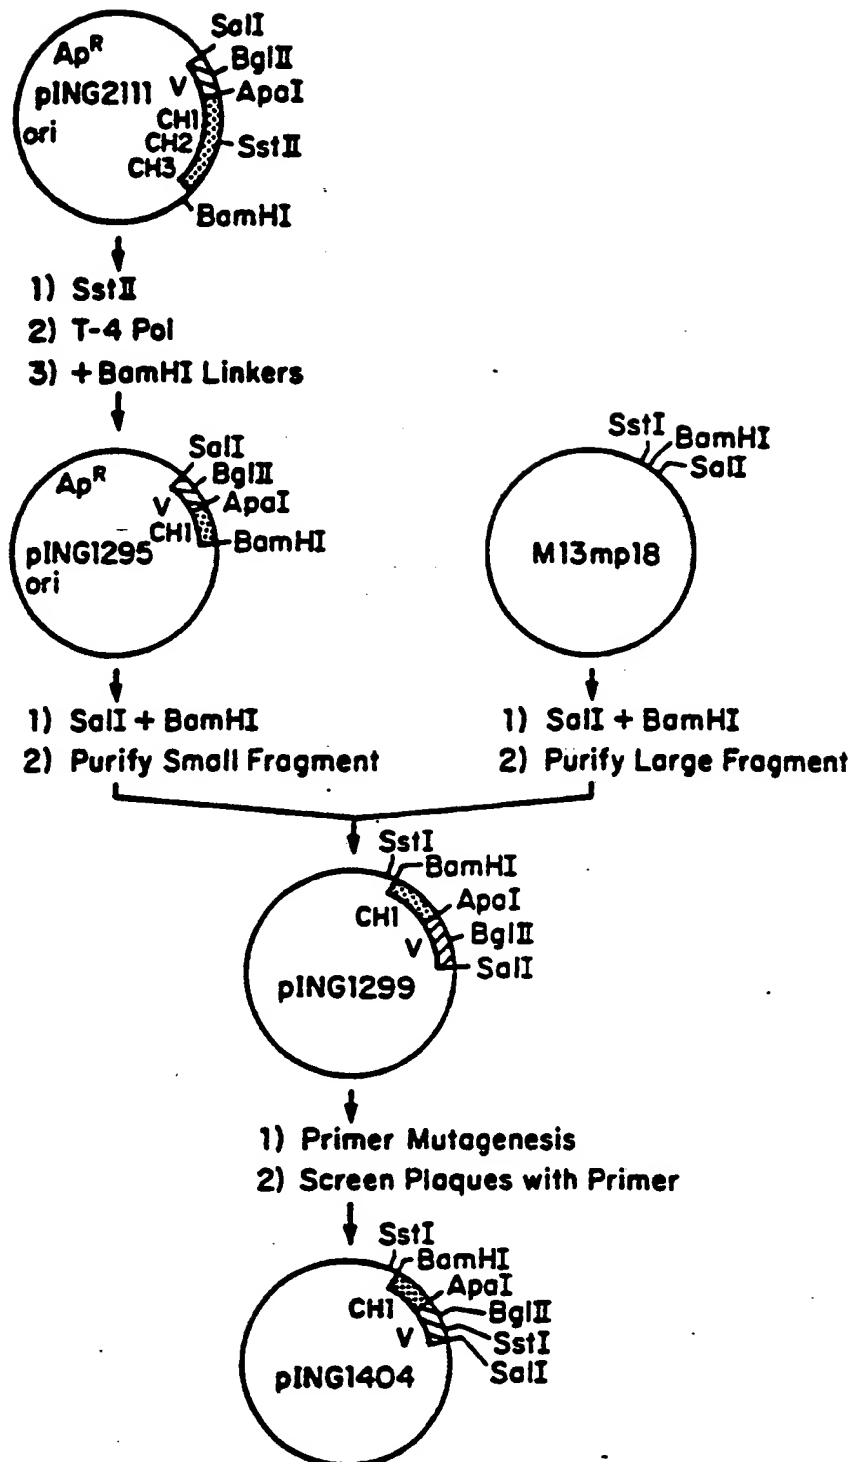 SalI
BglII
ApaI
SstII
BamHI
Ap^R
pING2111
ori
V
CH1
CH2
CH3
1) SstII
2) T-4 Pol
3) + BamHI Linkers
SalI
BglII
ApaI
BamHI
Ap^R
V
CH1
pING1295
ori
SstI
BamHI
SalI
M13mp18
1) SalI + BamHI
2) Purify Small Fragment
1) SalI + BamHI
2) Purify Large Fragment
SstI
BamHI
ApaI
BglII
SalI
CH1
V
pING1299
1) Primer Mutagenesis
2) Screen Plaques with Primer
SstI
BamHI
ApaI
BglII
SstI
SalI
CH1
V
pING1404